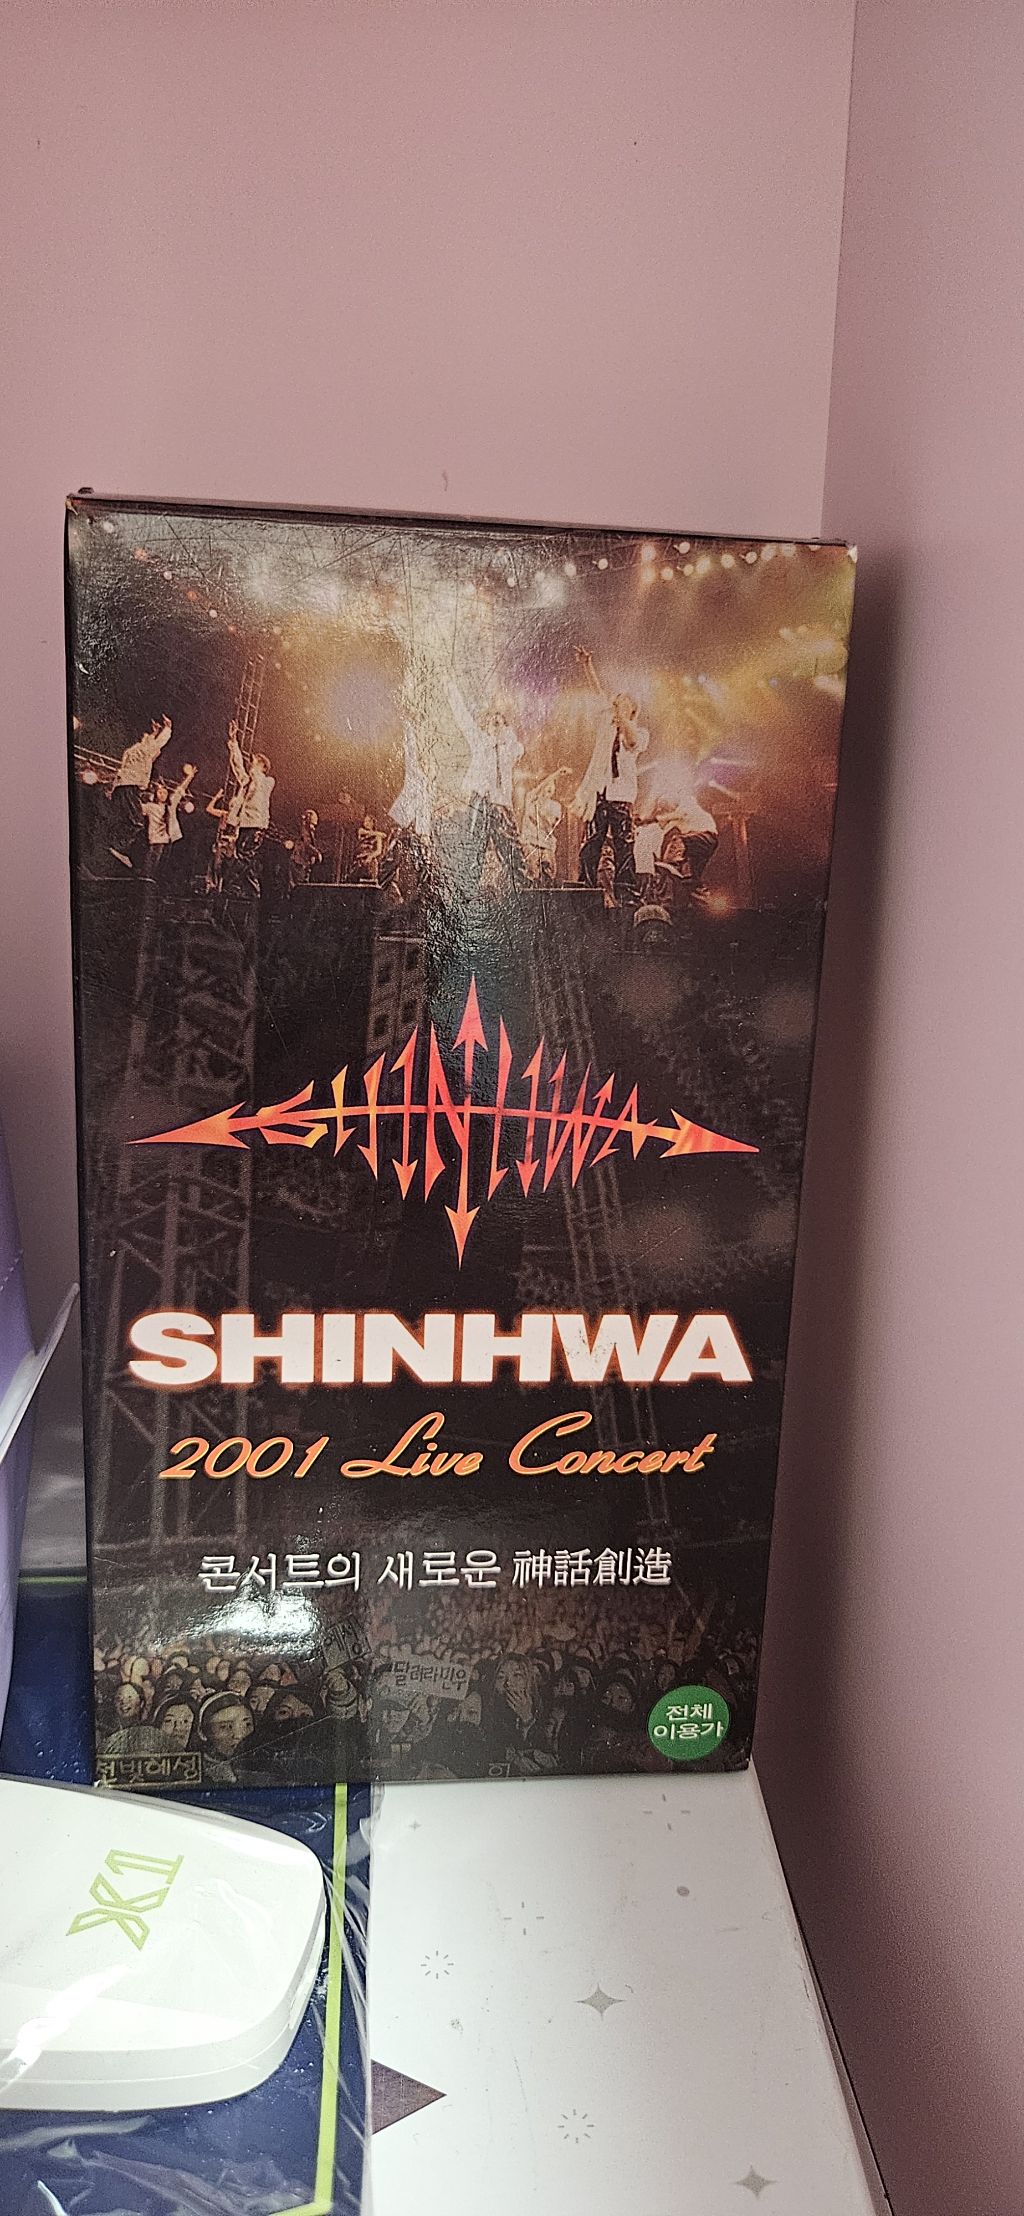 SHINHWA
SHINHWA
2001 Live Concert
콘서트의 새로운 神話創造
달려라민우
전체
이용가
X1